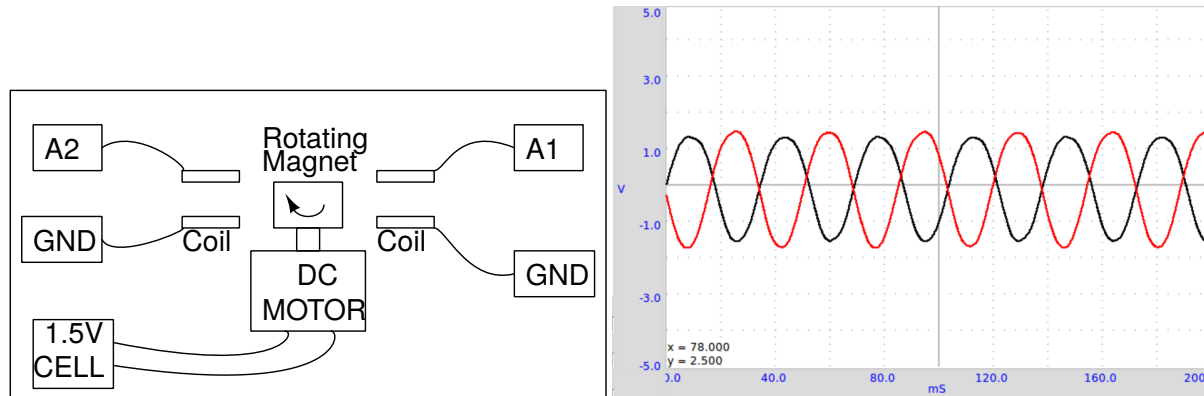 A2
Rotating
Magnet
A1
GND
Coil
Coil
GND
DC
MOTOR
1.5V
CELL
5.0
3.0
1.0
V
-1.0
-3.0
-5.0
x = 78.000
y = 2.500
0.0 40.0 80.0 120.0 160.0 200
mS